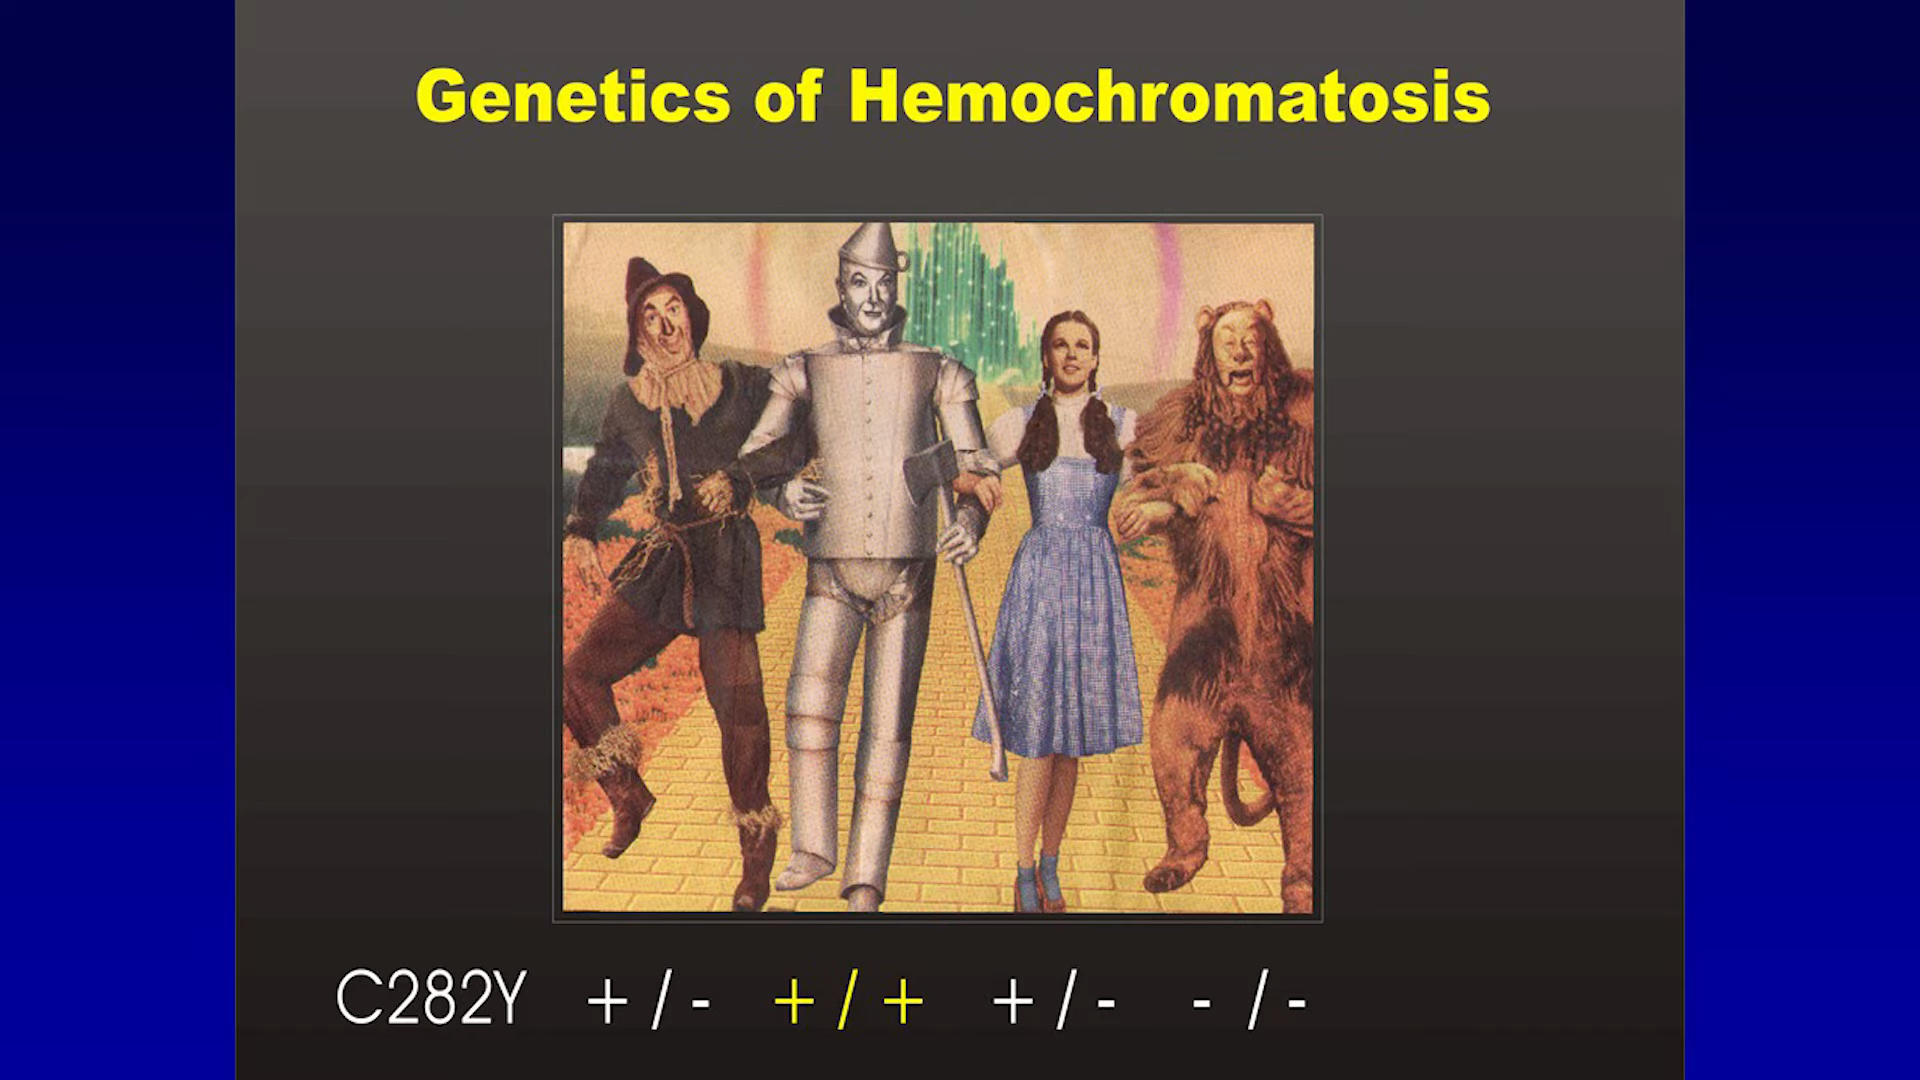 Genetics of Hemochromatosis
C282Y +/- +/+ +/- -/-